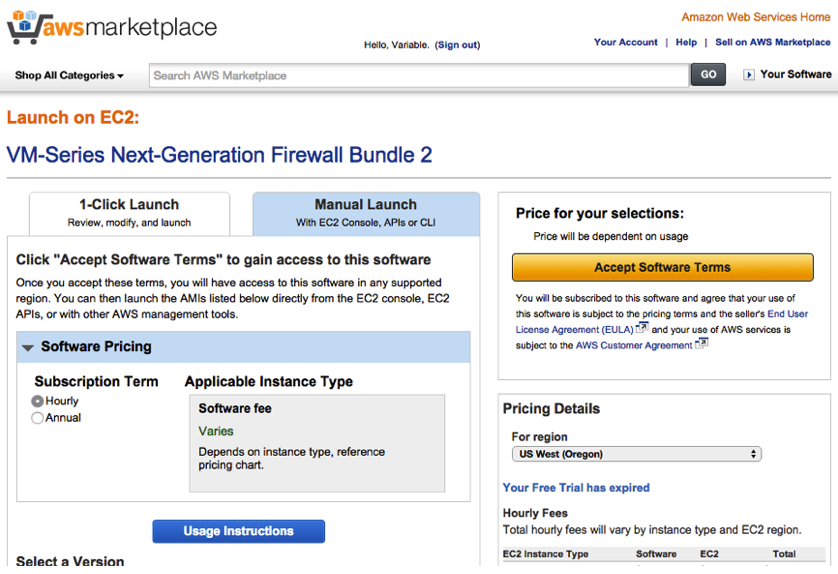 awsmarketplace
Amazon Web Services Home
Hello, Variable. (Sign out)
Your Account | Help | Sell on AWS Marketplace
Shop All Categories
Search AWS Marketplace
GO
Your Software
Launch on EC2:
VM-Series Next-Generation Firewall Bundle 2
1-Click Launch
Review, modify, and launch
Manual Launch
With EC2 Console, APIs or CLI
Click "Accept Software Terms" to gain access to this software
Once you accept these terms, you will have access to this software in any supported
region. You can then launch the AMIs listed below directly from the EC2 console, EC2
APIs, or with other AWS management tools.
Software Pricing
Subscription Term
Hourly
Annual
Applicable Instance Type
Software fee
Varies
Depends on instance type, reference
pricing chart.
Usage Instructions
Select a Version
Price for your selections:
Price will be dependent on usage
Accept Software Terms
You will be subscribed to this software and agree that your use of
this software is subject to the pricing terms and the seller's End User
License Agreement (EULA) and your use of AWS services is
subject to the AWS Customer Agreement
Pricing Details
For region
US West (Oregon)
Your Free Trial has expired
Hourly Fees
Total hourly fees will vary by instance type and EC2 region.
EC2 Instance Type Software EC2 Total